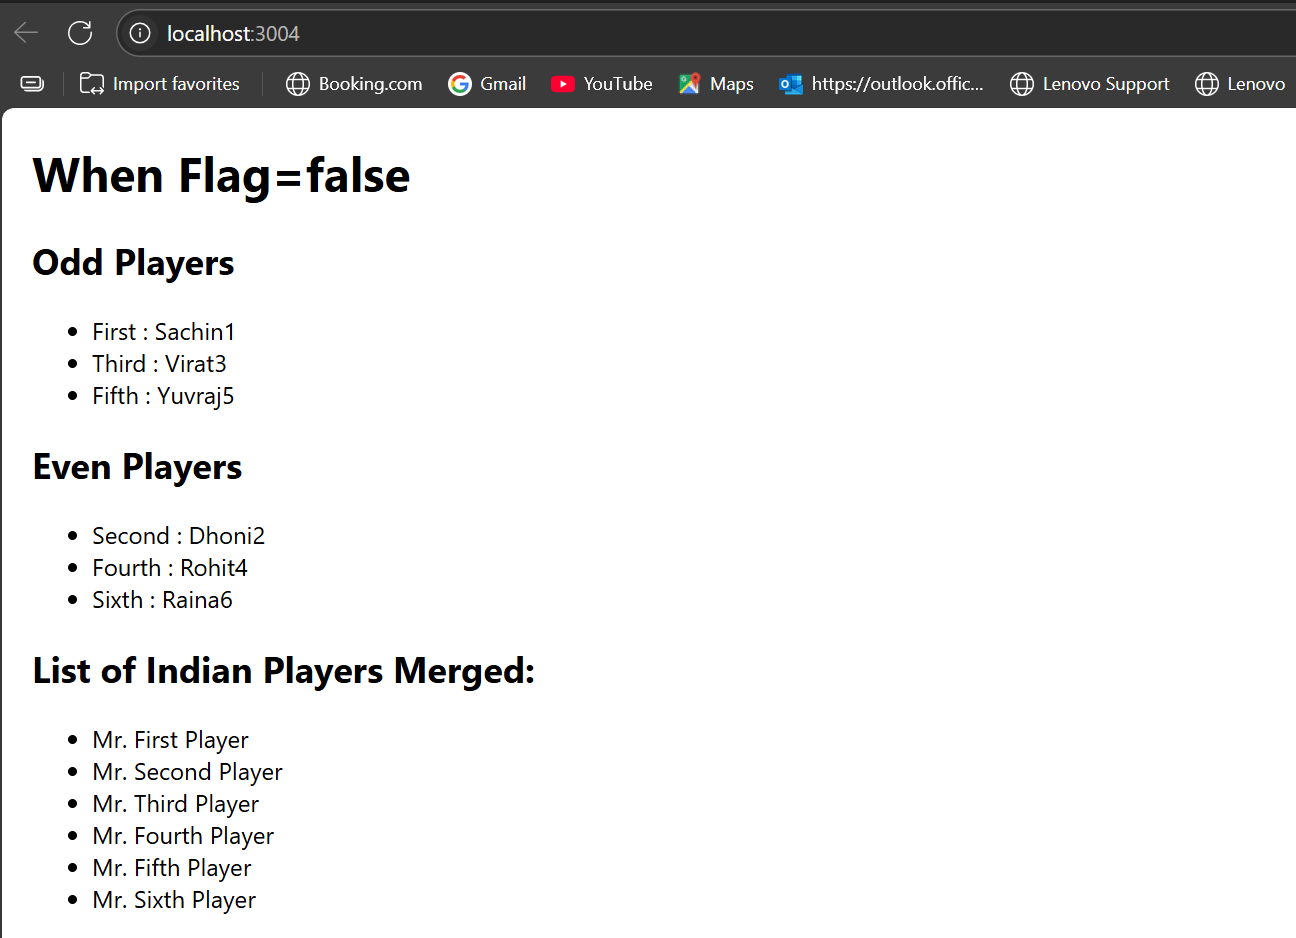 localhost:3004
Import favorites Booking.com Gmail YouTube Maps https://outlook.offic... Lenovo Support Lenovo
When Flag=false
Odd Players
• First : Sachin1
• Third : Virat3
• Fifth : Yuvraj5
Even Players
• Second : Dhoni2
• Fourth : Rohit4
• Sixth : Raina6
List of Indian Players Merged:
• Mr. First Player
• Mr. Second Player
• Mr. Third Player
• Mr. Fourth Player
• Mr. Fifth Player
• Mr. Sixth Player